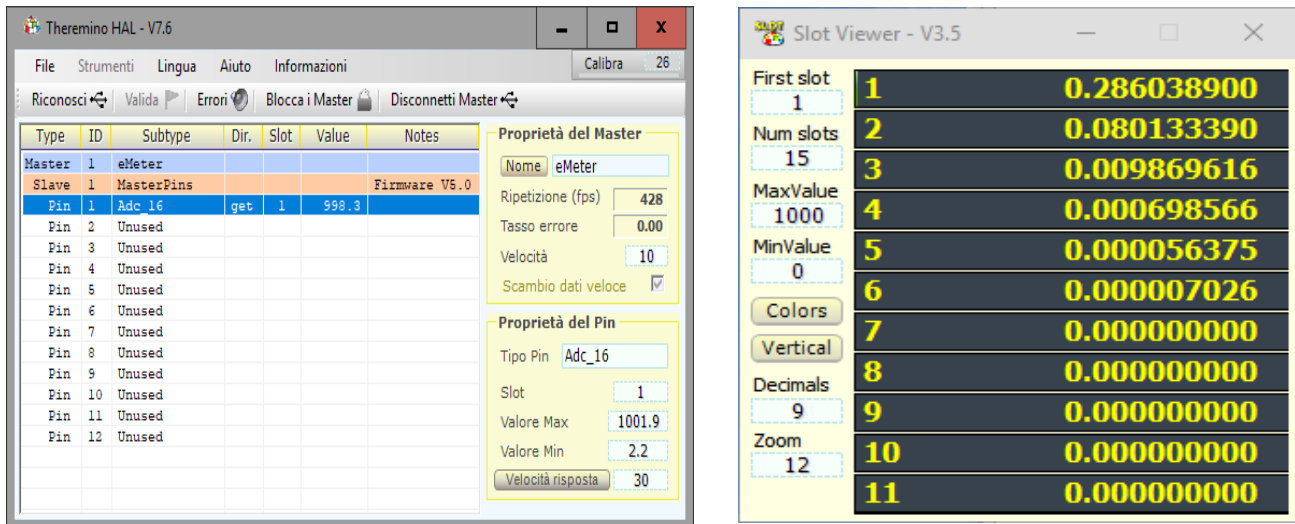 Theremino HAL - V7.6
File Strumenti Lingua Aiuto Informazioni Calibra 26
Riconosci Valida Errori Blocca i Master Disconnetti Master
Type ID Subtype Dir. Slot Value Notes
Master 1 eMeter
Slave 1 MasterPins Firmware V5.0
Pin 1 Adc_16 get 1 998.3
Pin 2 Unused
Pin 3 Unused
Pin 4 Unused
Pin 5 Unused
Pin 6 Unused
Pin 7 Unused
Pin 8 Unused
Pin 9 Unused
Pin 10 Unused
Pin 11 Unused
Pin 12 Unused
Proprietà del Master
Nome eMeter
Ripetizione (fps) 428
Tasso errore 0.00
Velocità 10
Scambio dati veloce
Proprietà del Pin
Tipo Pin Adc_16
Slot 1
Valore Max 1001.9
Valore Min 2.2
Velocità risposta 30
Slot Viewer - V3.5
First slot
1
Num slots
15
MaxValue
1000
MinValue
0
Colors
Vertical
Decimals
9
Zoom
12
1 0.286038900
2 0.080133390
3 0.009869616
4 0.000698566
5 0.000056375
6 0.000007026
7 0.000000000
8 0.000000000
9 0.000000000
10 0.000000000
11 0.000000000